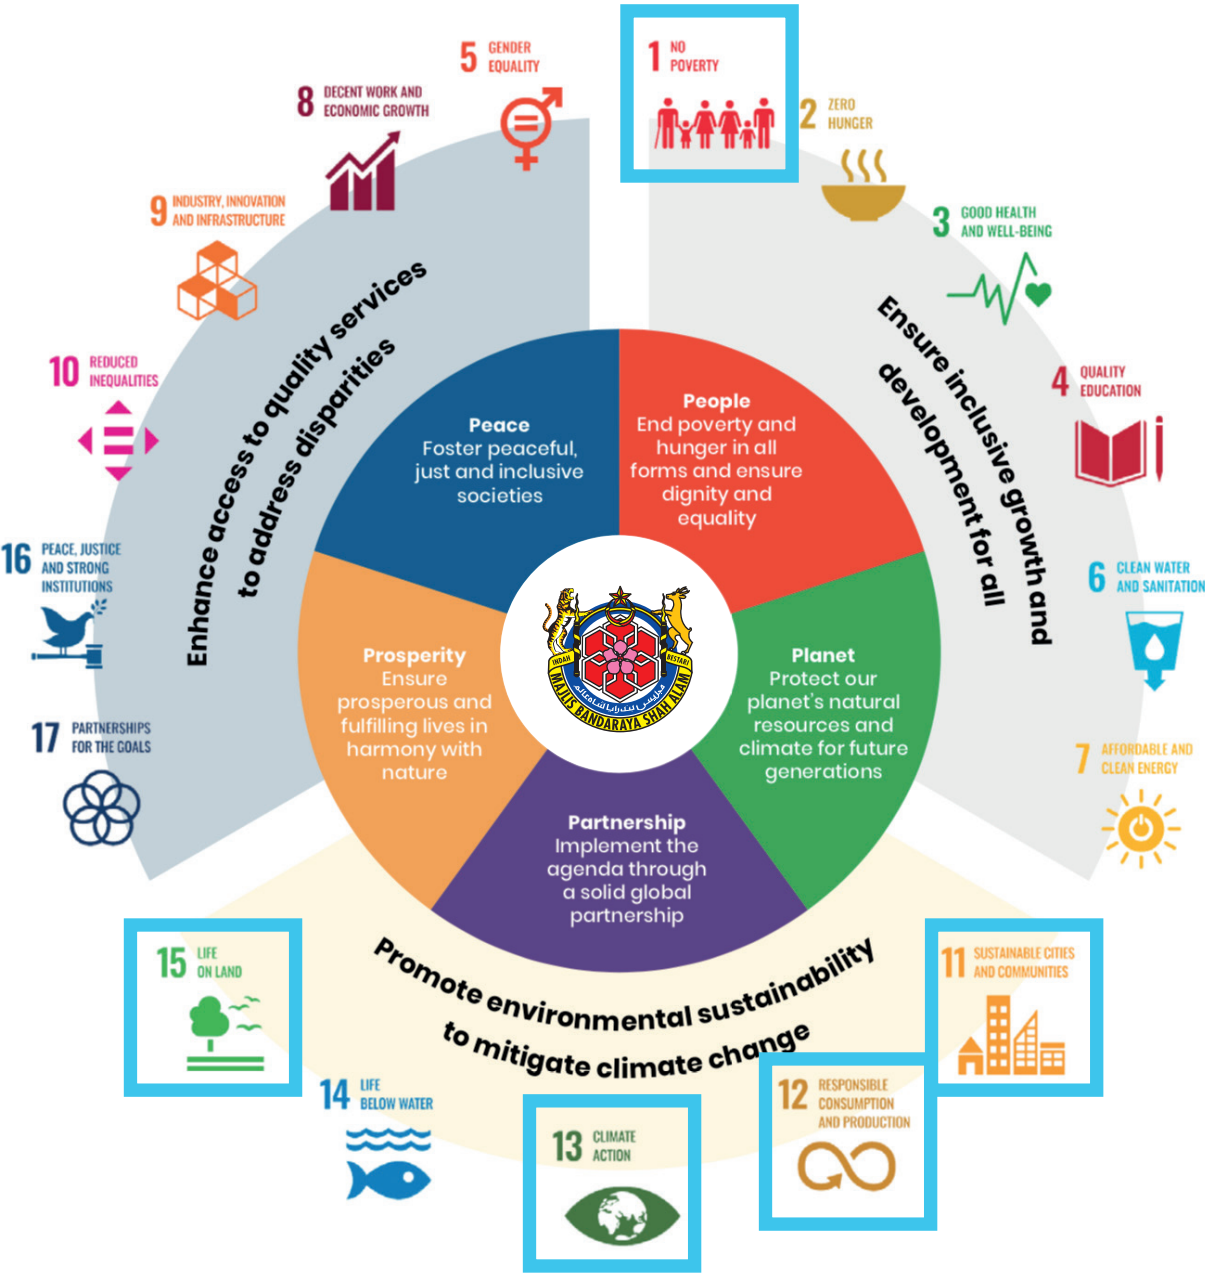 5 GENDER
EQUALITY
1 NO
POVERTY
8 DECENT WORK AND
ECONOMIC GROWTH
2 ZERO
HUNGER
9 INDUSTRY, INNOVATION
AND INFRASTRUCTURE
3 GOOD HEALTH
AND WELL-BEING
10 REDUCED
INEQUALITIES
4 QUALITY
EDUCATION
16 PEACE, JUSTICE
AND STRONG
INSTITUTIONS
6 CLEAN WATER
AND SANITATION
17 PARTNERSHIPS
FOR THE GOALS
7 AFFORDABLE AND
CLEAN ENERGY
Enhance access to quality services
to address disparities
Ensure inclusive growth and
development for all
Peace
Foster peaceful,
just and inclusive
societies
People
End poverty and
hunger in all
forms and ensure
dignity and
equality
Prosperity
Ensure
prosperous and
fulfilling lives in
harmony with
nature
INDAH BESTARI
MAJLIS BANDARAYA SHAH ALAM
Planet
Protect our
planet's natural
resources and
climate for future
generations
Partnership
Implement the
agenda through
a solid global
partnership
Promote environmental sustainability
to mitigate climate change
15 LIFE
ON LAND
11 SUSTAINABLE CITIES
AND COMMUNITIES
14 LIFE
BELOW WATER
12 RESPONSIBLE
CONSUMPTION
AND PRODUCTION
13 CLIMATE
ACTION